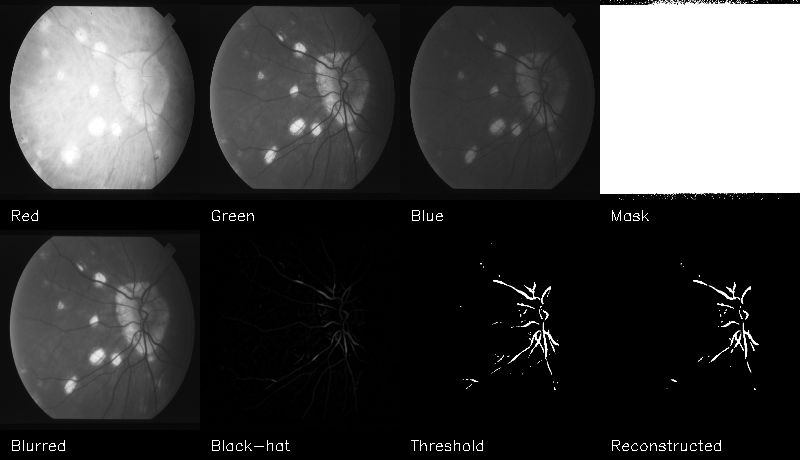 Red
Green
Blue
Mask
Blurred
Black-hat
Threshold
Reconstructed